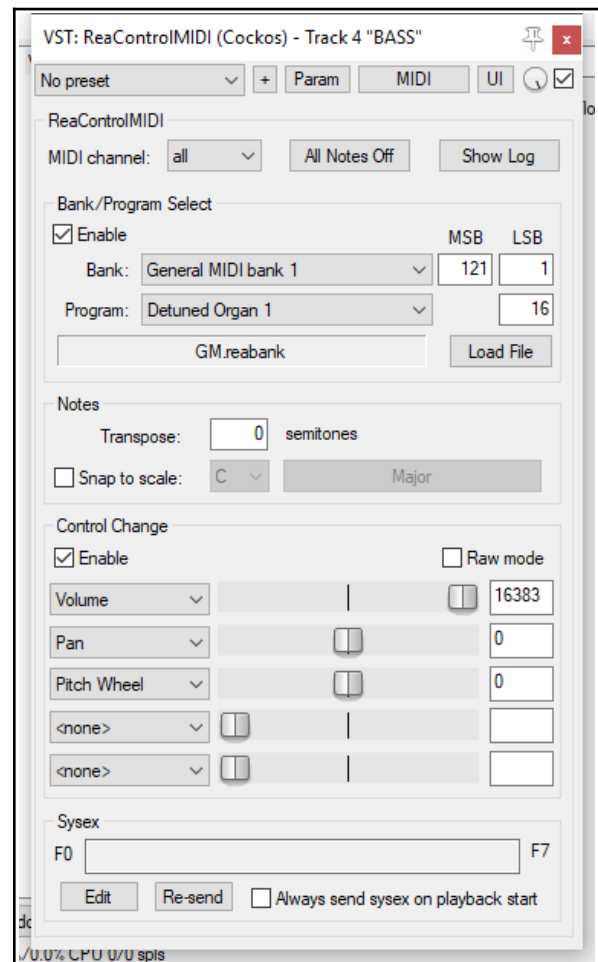 VST: ReaControlMIDI (Cockos) - Track 4 "BASS" x
No preset + Param MIDI UI
ReaControlMIDI
MIDI channel: all All Notes Off Show Log
Bank/Program Select
Enable MSB LSB
Bank: General MIDI bank 1 121 1
Program: Detuned Organ 1 16
GM.reabank Load File
Notes
Transpose: 0 semitones
Snap to scale: C Major
Control Change
Enable Raw mode
Volume 16383
Pan 0
Pitch Wheel 0
<none>
<none>
Sysex
F0 F7
Edit Re-send Always send sysex on playback start
/0.0% CPU 0/0 spls